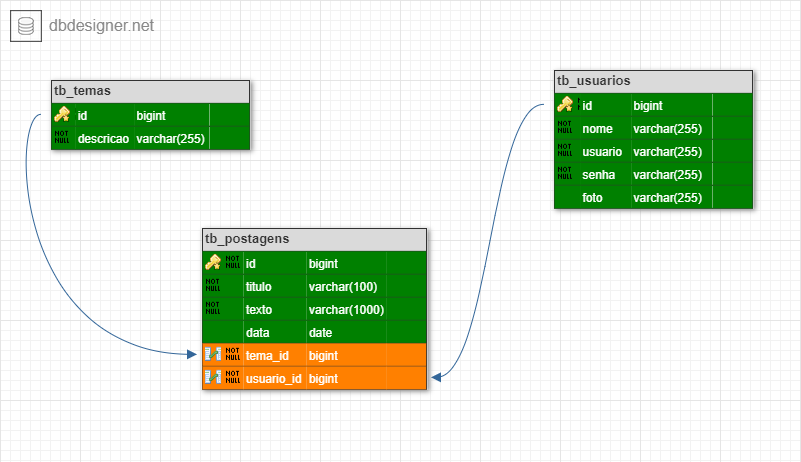 dbdesigner.net
tb_temas
id bigint
NOT NULL descricao varchar(255)
tb_usuarios
id bigint
NOT NULL nome varchar(255)
NOT NULL usuario varchar(255)
NOT NULL senha varchar(255)
foto varchar(255)
tb_postagens
NOT NULL id bigint
NOT NULL titulo varchar(100)
NOT NULL texto varchar(1000)
data date
NOT NULL tema_id bigint
NOT NULL usuario_id bigint